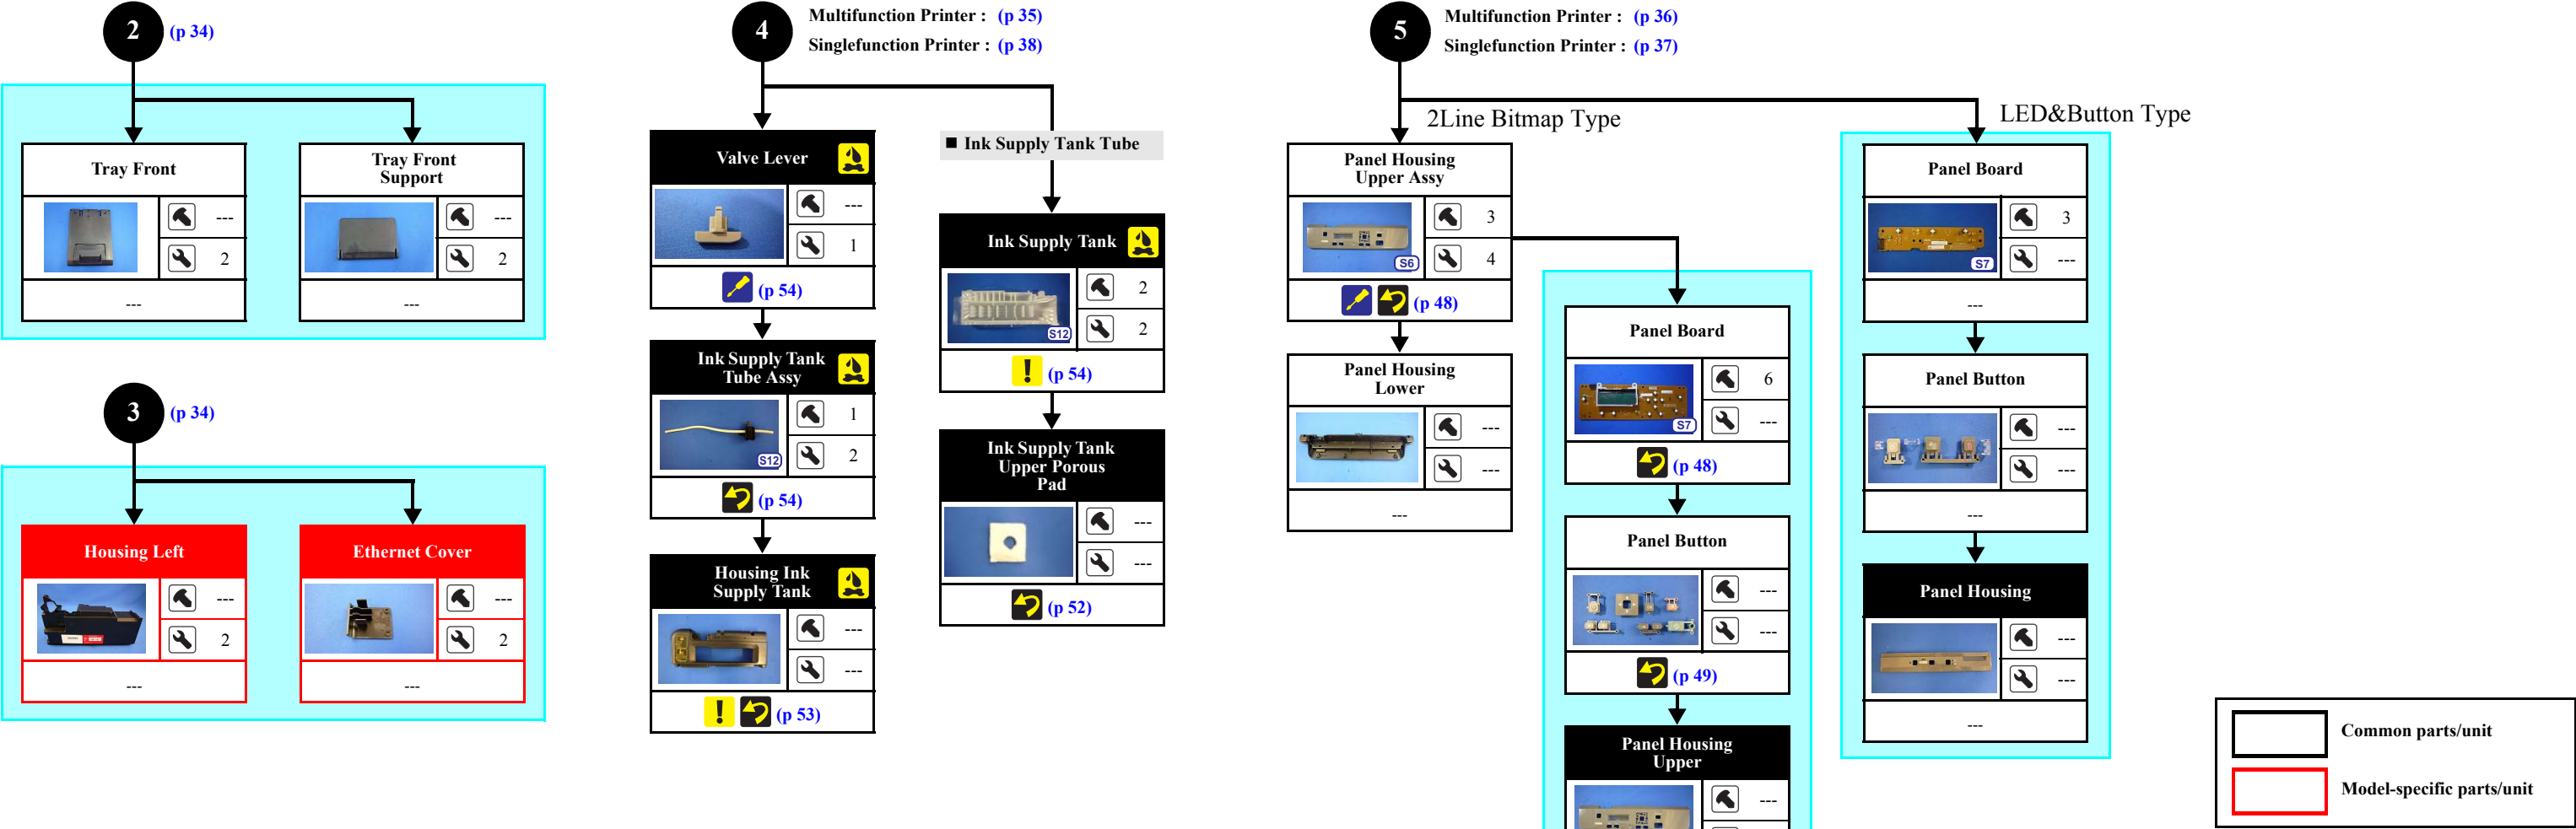 2 (p 34)
Tray Front
---
2
---
Tray Front
Support
---
2
---
3 (p 34)
Housing Left
---
2
---
Ethernet Cover
---
2
---
4
Multifunction Printer : (p 35)
Singlefunction Printer : (p 38)
Valve Lever
---
1
(p 54)
Ink Supply Tank
Tube Assy
S12
1
2
(p 54)
Housing Ink
Supply Tank
---
---
(p 53)
■ Ink Supply Tank Tube
Ink Supply Tank
S12
2
2
(p 54)
Ink Supply Tank
Upper Porous
Pad
---
---
(p 52)
5
Multifunction Printer : (p 36)
Singlefunction Printer : (p 37)
2Line Bitmap Type
Panel Housing
Upper Assy
S6
3
4
(p 48)
Panel Housing
Lower
---
---
---
Panel Board
S7
6
---
(p 48)
Panel Button
---
---
(p 49)
Panel Housing
Upper
---
LED&Button Type
Panel Board
S7
3
---
---
Panel Button
---
---
---
Panel Housing
---
---
---
Common parts/unit
Model-specific parts/unit